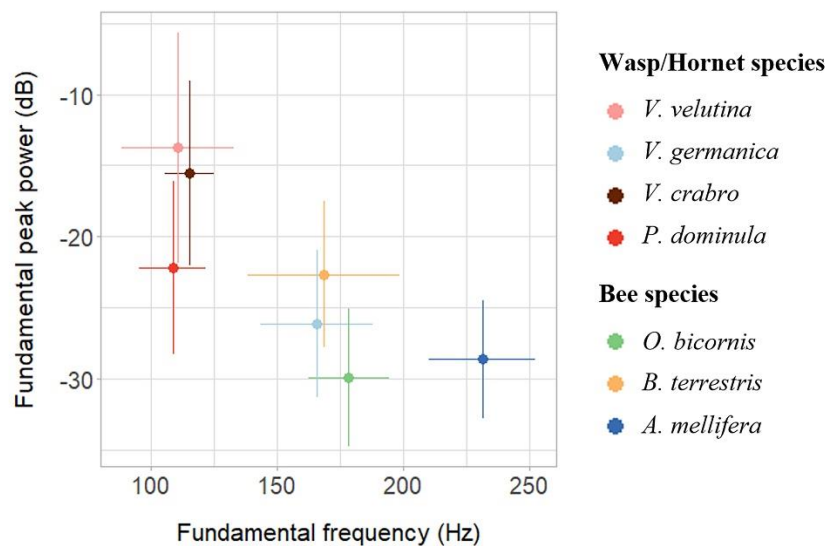 Fundamental peak power (dB)
-10
-20
-30
100 150 200 250
Fundamental frequency (Hz)
Wasp/Hornet species
V. velutina
V. germanica
V. crabro
P. dominula
Bee species
O. bicornis
B. terrestris
A. mellifera